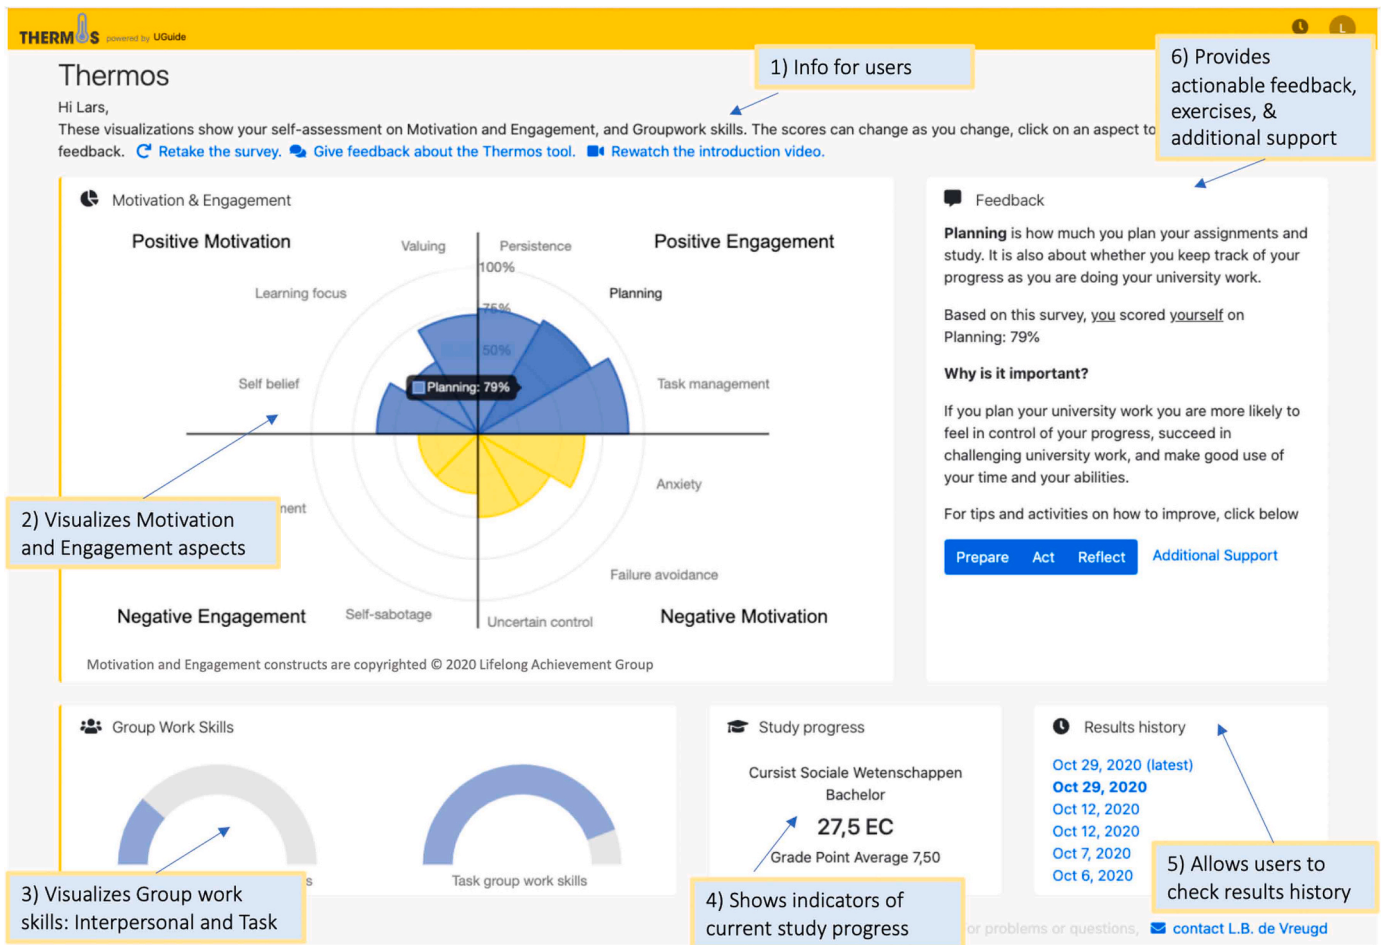 THERMOS powered by UGuide
L
Thermos
1) Info for users
6) Provides
actionable feedback,
exercises, &
additional support
Hi Lars,
These visualizations show your self-assessment on Motivation and Engagement, and Groupwork skills. The scores can change as you change, click on an aspect to
feedback. Retake the survey. Give feedback about the Thermos tool. Rewatch the introduction video.
Motivation & Engagement
Positive Motivation
Positive Engagement
Valuing
Persistence
100%
Learning focus
Planning
75%
50%
Self belief
Planning: 79%
Task management
Anxiety
2) Visualizes Motivation
and Engagement aspects
Failure avoidance
Negative Engagement
Self-sabotage
Uncertain control
Negative Motivation
Motivation and Engagement constructs are copyrighted © 2020 Lifelong Achievement Group
Feedback
Planning is how much you plan your assignments and
study. It is also about whether you keep track of your
progress as you are doing your university work.
Based on this survey, you scored yourself on
Planning: 79%
Why is it important?
If you plan your university work you are more likely to
feel in control of your progress, succeed in
challenging university work, and make good use of
your time and your abilities.
For tips and activities on how to improve, click below
Prepare Act Reflect Additional Support
Group Work Skills
Task group work skills
3) Visualizes Group work
skills: Interpersonal and Task
Study progress
Cursist Sociale Wetenschappen
Bachelor
27,5 EC
Grade Point Average 7,50
4) Shows indicators of
current study progress
Results history
Oct 29, 2020 (latest)
Oct 29, 2020
Oct 12, 2020
Oct 12, 2020
Oct 7, 2020
Oct 6, 2020
5) Allows users to
check results history
or problems or questions, contact L.B. de Vreugd